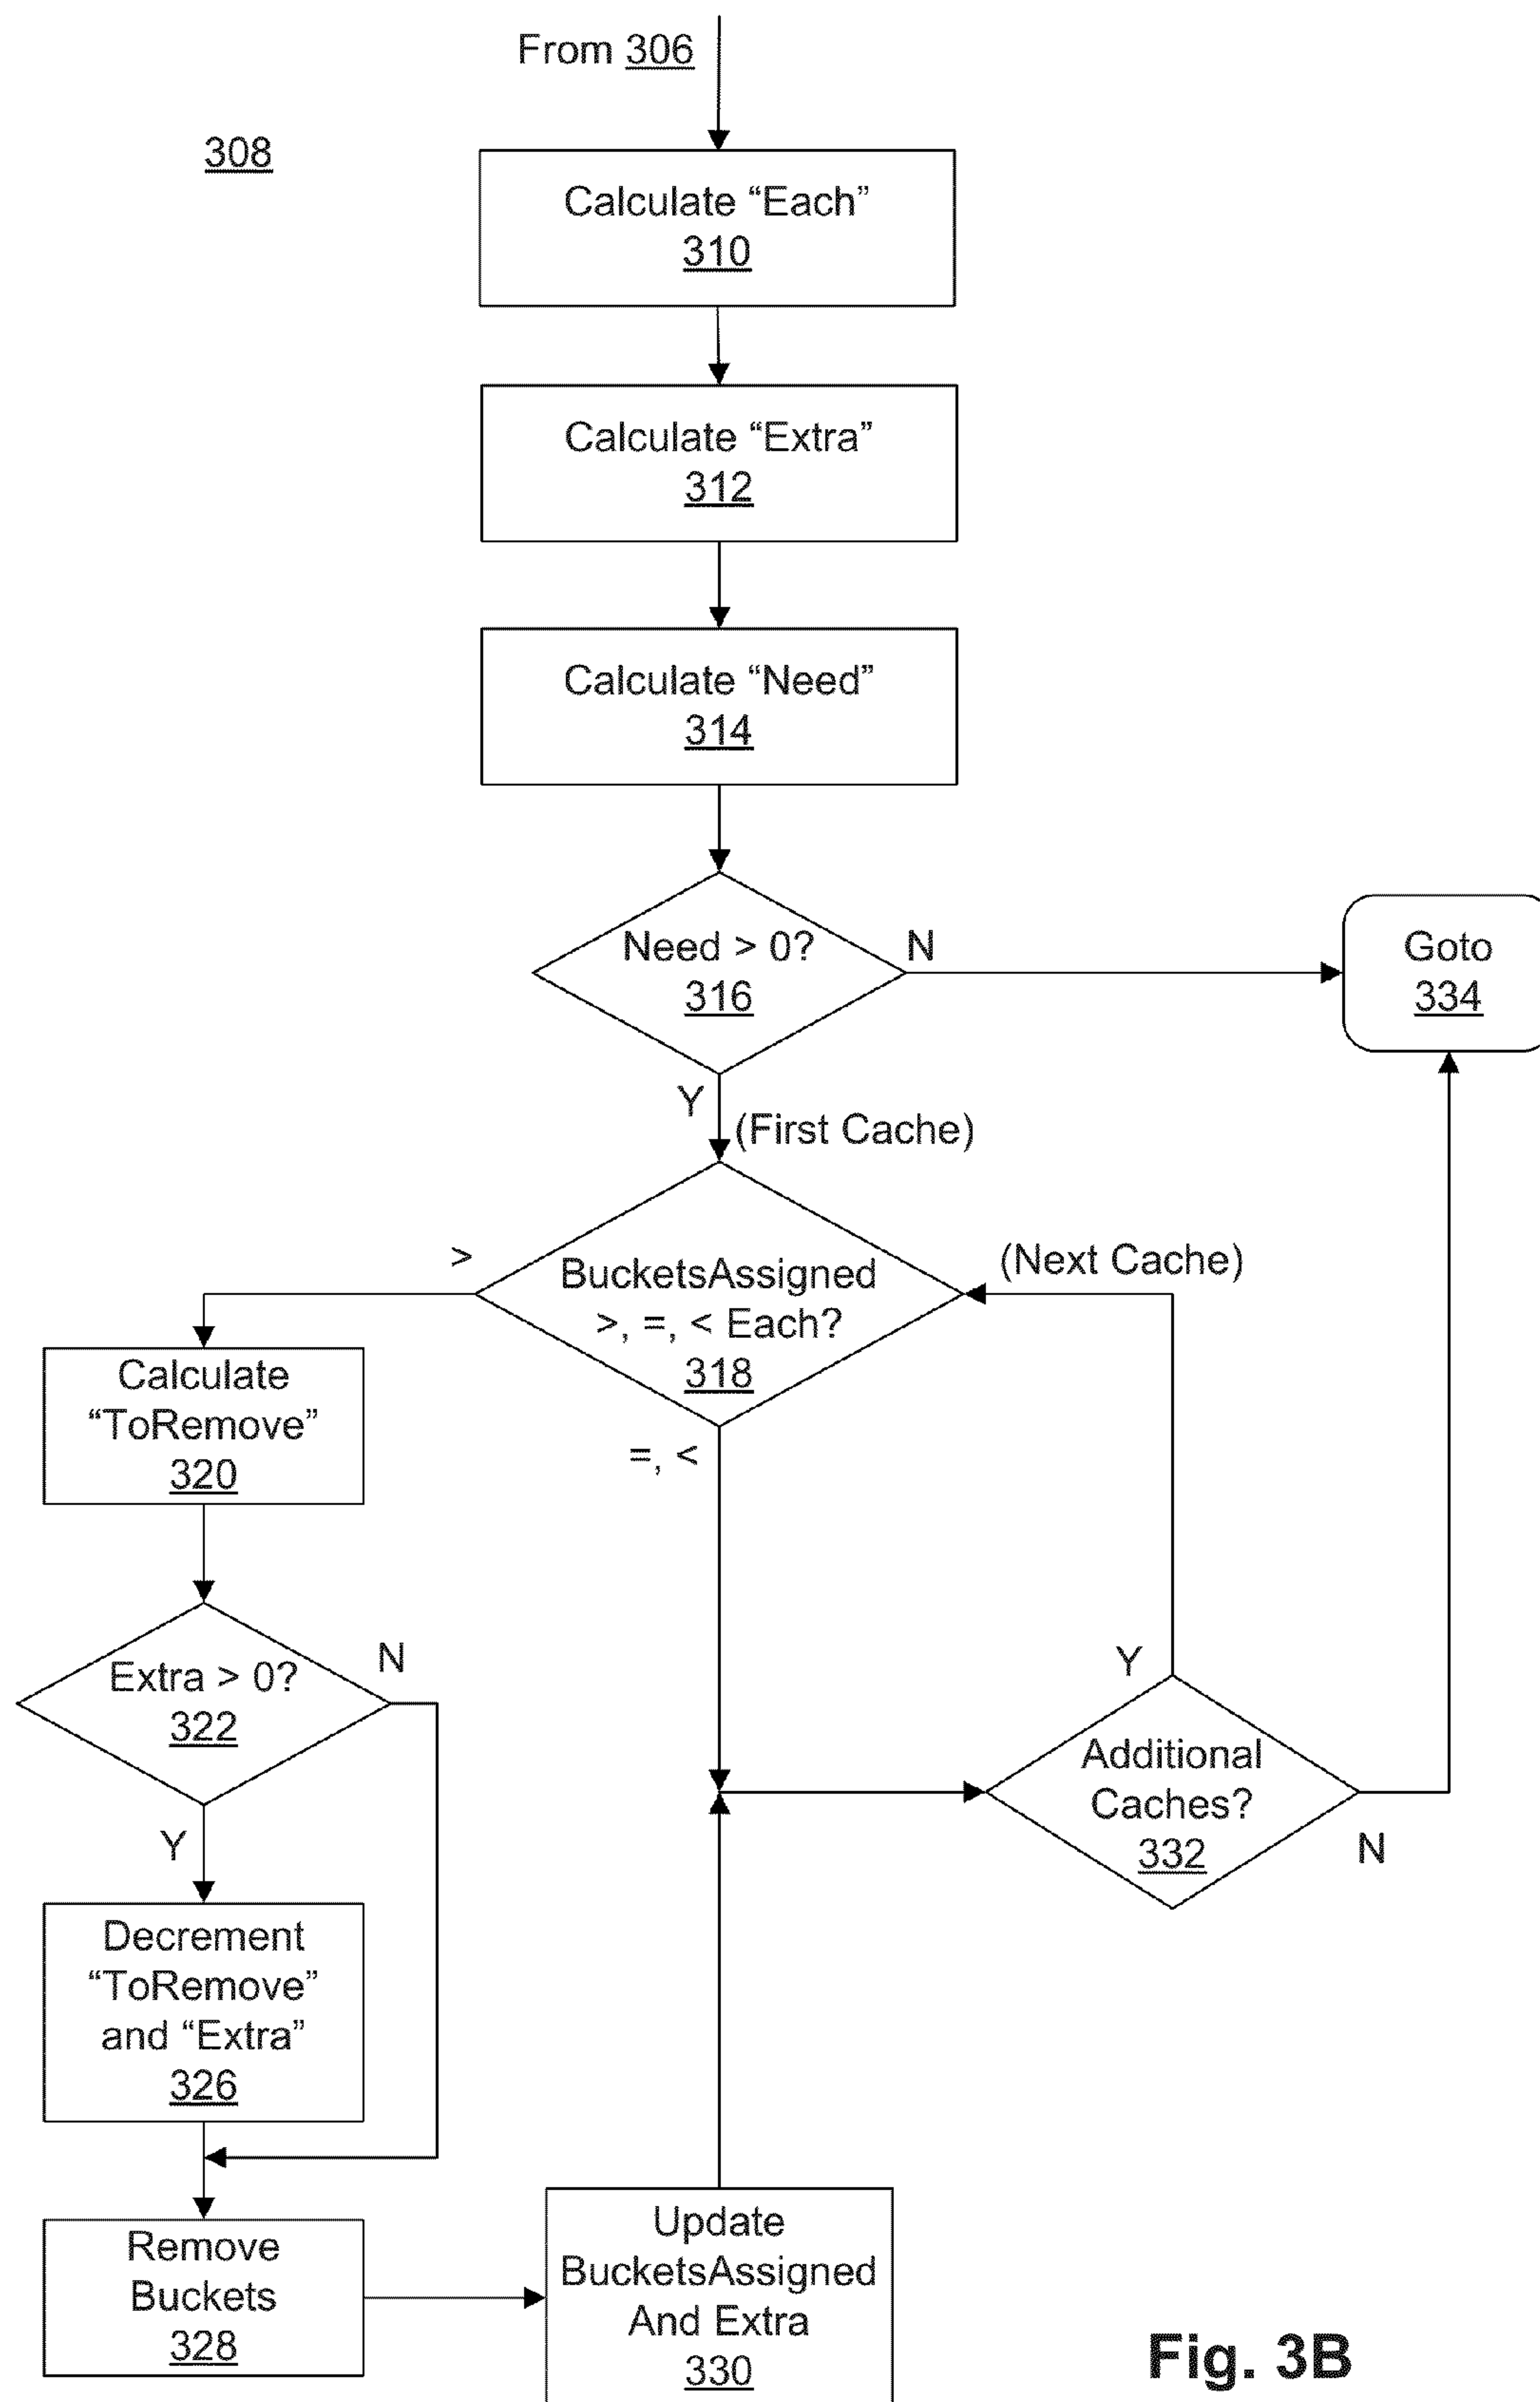 From 306
308
Calculate “Each”
310
Calculate “Extra”
312
Calculate “Need”
314
Need > 0?
316
N
Goto
334
Y
(First Cache)
>
BucketsAssigned
>, =, < Each?
318
(Next Cache)
=, <
Calculate
“ToRemove”
320
Extra > 0?
322
N
Y
Y
Additional
Caches?
332
N
Decrement
“ToRemove”
and “Extra”
326
Remove
Buckets
328
Update
BucketsAssigned
And Extra
330
Fig. 3B